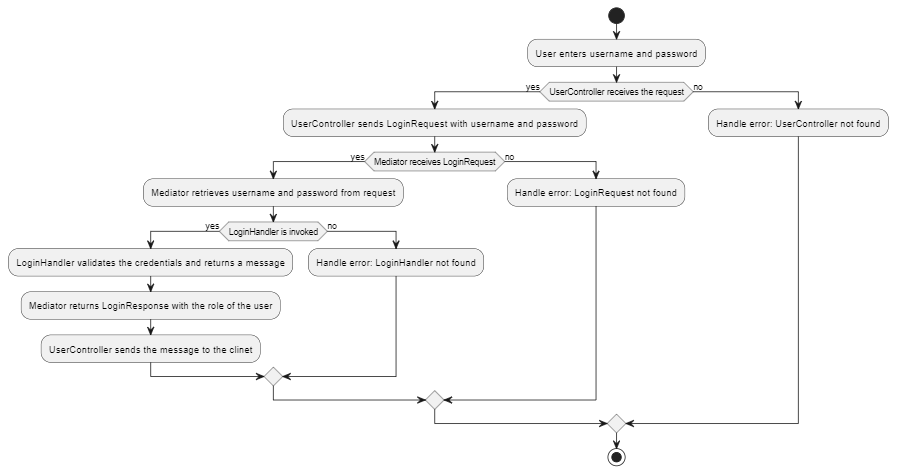 User enters username and password
yes
UserController receives the request
no
UserController sends LoginRequest with username and password
Handle error: UserController not found
yes
Mediator receives LoginRequest
no
Mediator retrieves username and password from request
Handle error: LoginRequest not found
yes
LoginHandler is invoked
no
LoginHandler validates the credentials and returns a message
Handle error: LoginHandler not found
Mediator returns LoginResponse with the role of the user
UserController sends the message to the clinet